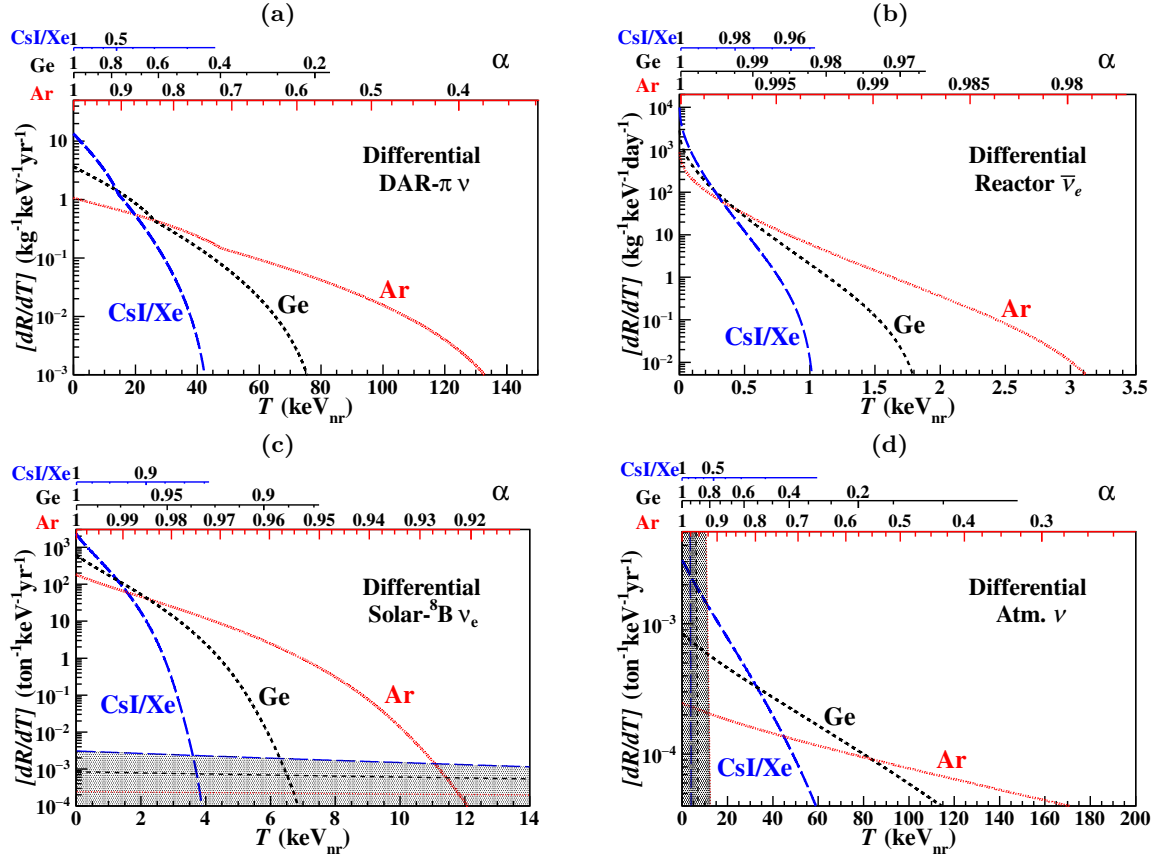 (a)
CsI/Xe 1 0.5
Ge 1 0.8 0.6 0.4 0.2 α
Ar 1 0.9 0.8 0.7 0.6 0.5 0.4
[dR/dT] (kg⁻¹keV⁻¹yr⁻¹)
10
1
10⁻¹
10⁻²
10⁻³
Differential
DAR-π ν
CsI/Xe
Ge
Ar
0 20 40 60 80 100 120 140
T (keVₙᵣ)
(b)
CsI/Xe 1 0.98 0.96
Ge 1 0.99 0.98 0.97 α
Ar 1 0.995 0.99 0.985 0.98
[dR/dT] (kg⁻¹keV⁻¹day⁻¹)
10⁴
10³
10²
10
1
10⁻¹
10⁻²
Differential
Reactor ν̅ₑ
CsI/Xe
Ge
Ar
0 0.5 1 1.5 2 2.5 3 3.5
T (keVₙᵣ)
(c)
CsI/Xe 1 0.9
Ge 1 0.95 0.9 α
Ar 1 0.99 0.98 0.97 0.96 0.95 0.94 0.93 0.92
[dR/dT] (ton⁻¹keV⁻¹yr⁻¹)
10³
10²
10
1
10⁻¹
10⁻²
10⁻³
10⁻⁴
Differential
Solar-⁸B νₑ
CsI/Xe
Ge
Ar
0 2 4 6 8 10 12 14
T (keVₙᵣ)
(d)
CsI/Xe 1 0.5
Ge 1 0.8 0.6 0.4 0.2 α
Ar 1 0.9 0.8 0.7 0.6 0.5 0.4 0.3
[dR/dT] (ton⁻¹keV⁻¹yr⁻¹)
10⁻³
10⁻⁴
Differential
Atm. ν
CsI/Xe
Ge
Ar
0 20 40 60 80 100 120 140 160 180 200
T (keVₙᵣ)